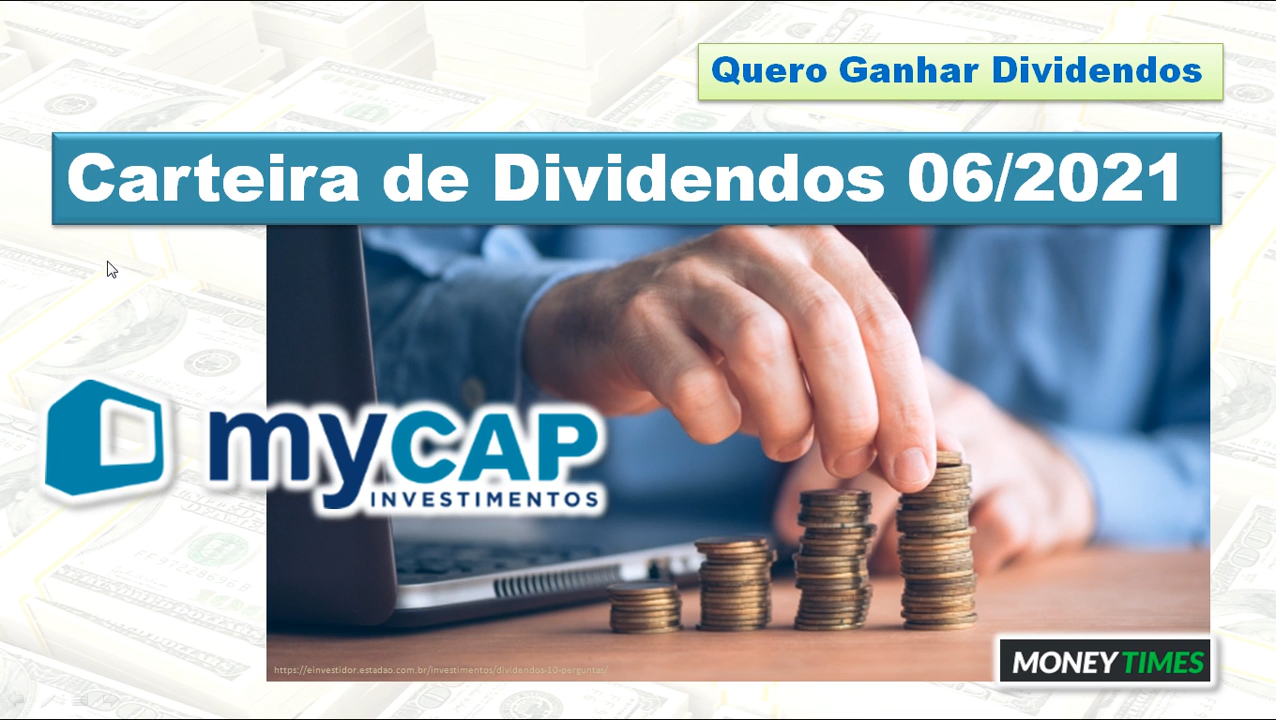 Quero Ganhar Dividendos
Carteira de Dividendos 06/2021
myCAP
INVESTIMENTOS
https://einvestidor.estadao.com.br/investimentos/dividendos-10-perguntas/
MONEY TIMES